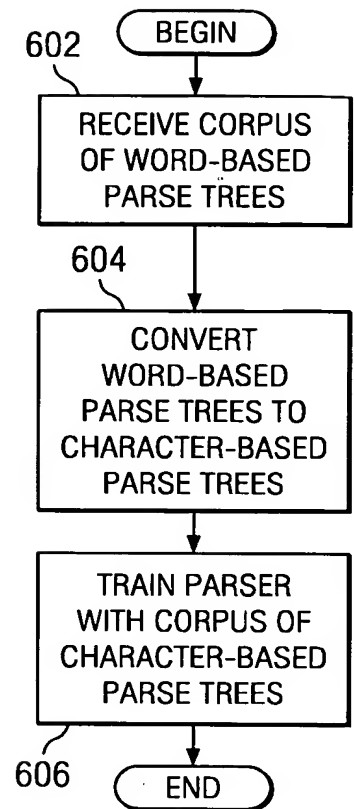 BEGIN
602
RECEIVE CORPUS
OF WORD-BASED
PARSE TREES
604
CONVERT
WORD-BASED
PARSE TREES TO
CHARACTER-BASED
PARSE TREES
TRAIN PARSER
WITH CORPUS OF
CHARACTER-BASED
PARSE TREES
606
END